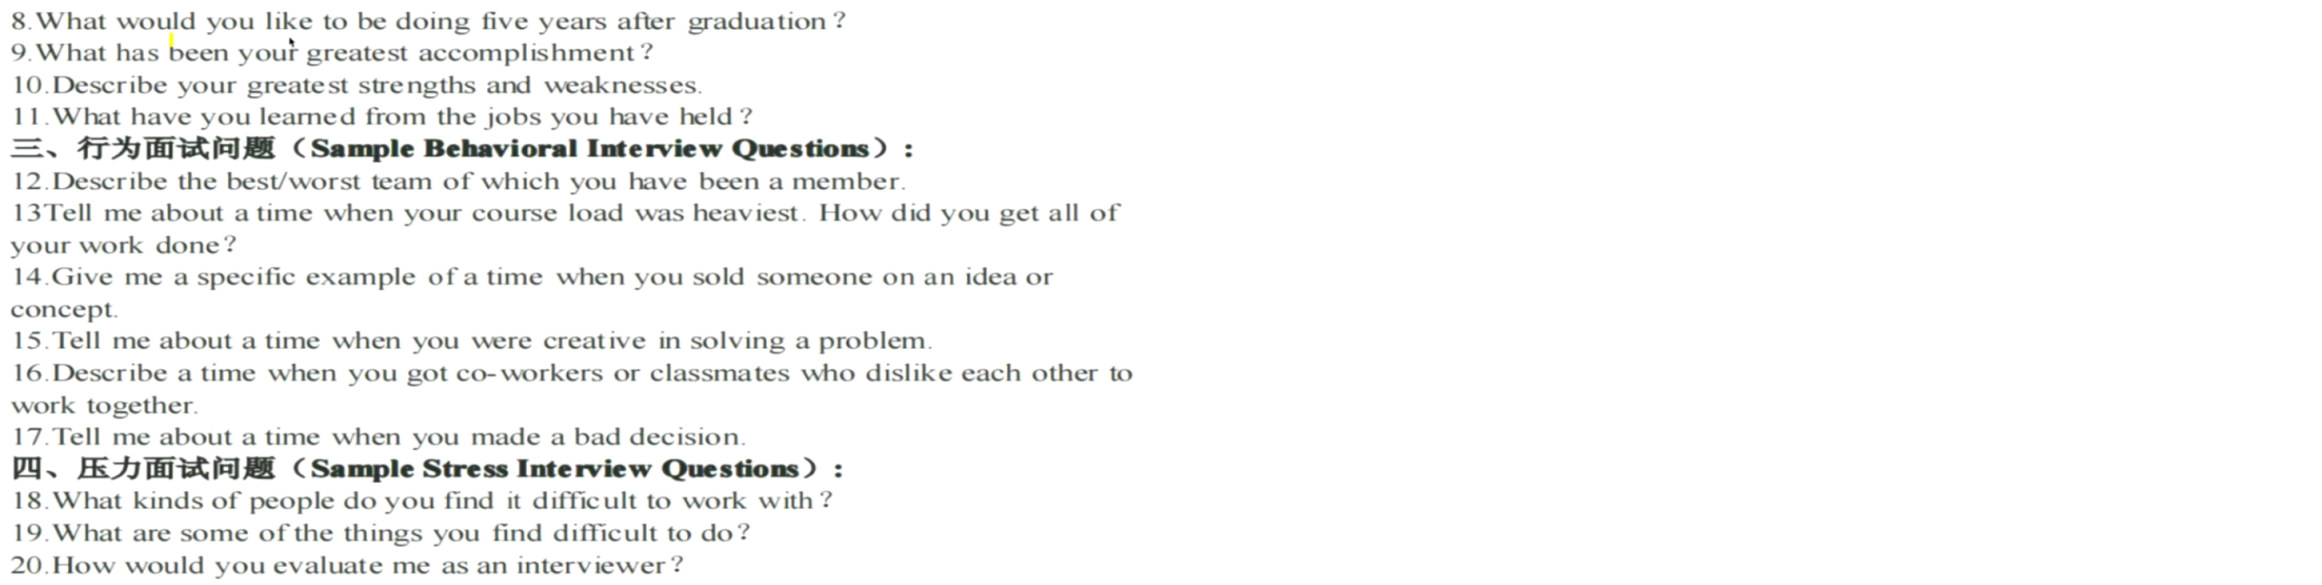 8.What would you like to be doing five years after graduation?
9.What has been your greatest accomplishment?
10.Describe your greatest strengths and weaknesses.
11.What have you learned from the jobs you have held?
三、行为面试问题（Sample Behavioral Interview Questions）:
12.Describe the best/worst team of which you have been a member.
13Tell me about a time when your course load was heaviest. How did you get all of
your work done?
14.Give me a specific example of a time when you sold someone on an idea or
concept.
15.Tell me about a time when you were creative in solving a problem.
16.Describe a time when you got co-workers or classmates who dislike each other to
work together.
17.Tell me about a time when you made a bad decision.
四、压力面试问题（Sample Stress Interview Questions）:
18.What kinds of people do you find it difficult to work with?
19.What are some of the things you find difficult to do?
20.How would you evaluate me as an interviewer?